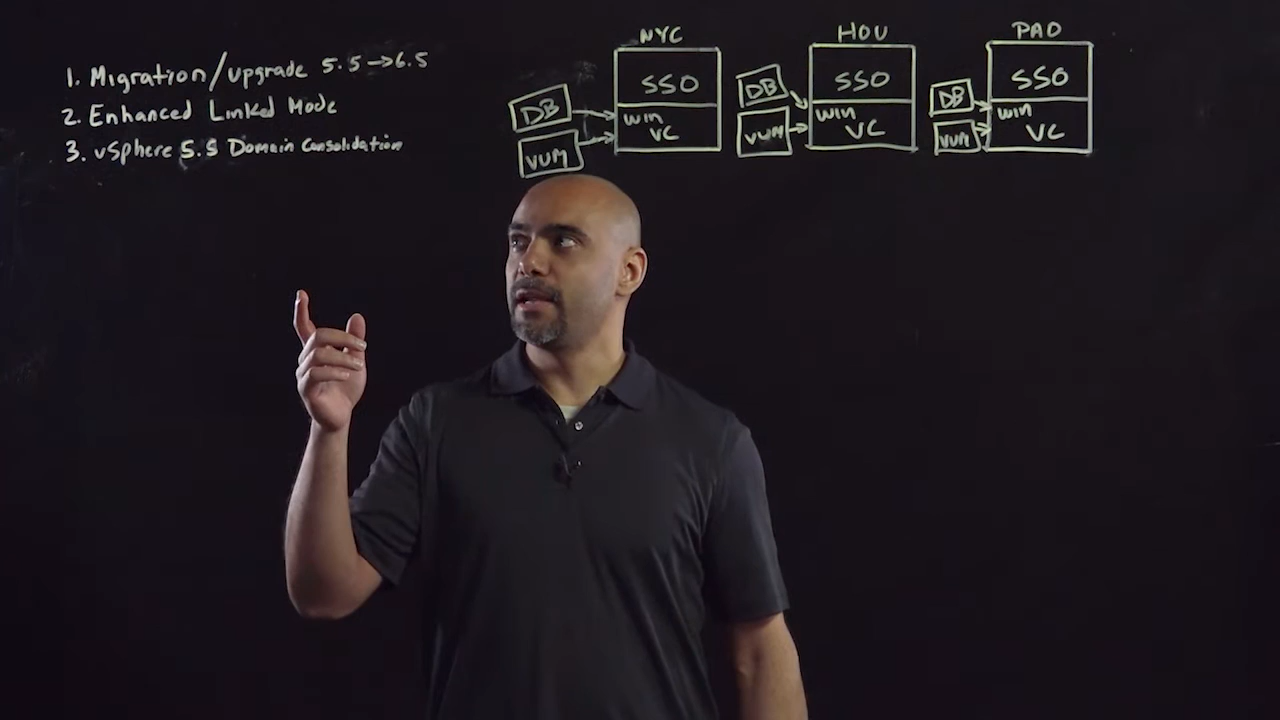 1. Migration/upgrade 5.5→6.5
2. Enhanced Linked Mode
3. vSphere 5.5 Domain Consolidation
NYC
SSO
WIN
VC
DB
VUM
HOU
SSO
WIN
VC
DB
VUM
PAO
SSO
WIN
VC
DB
VUM